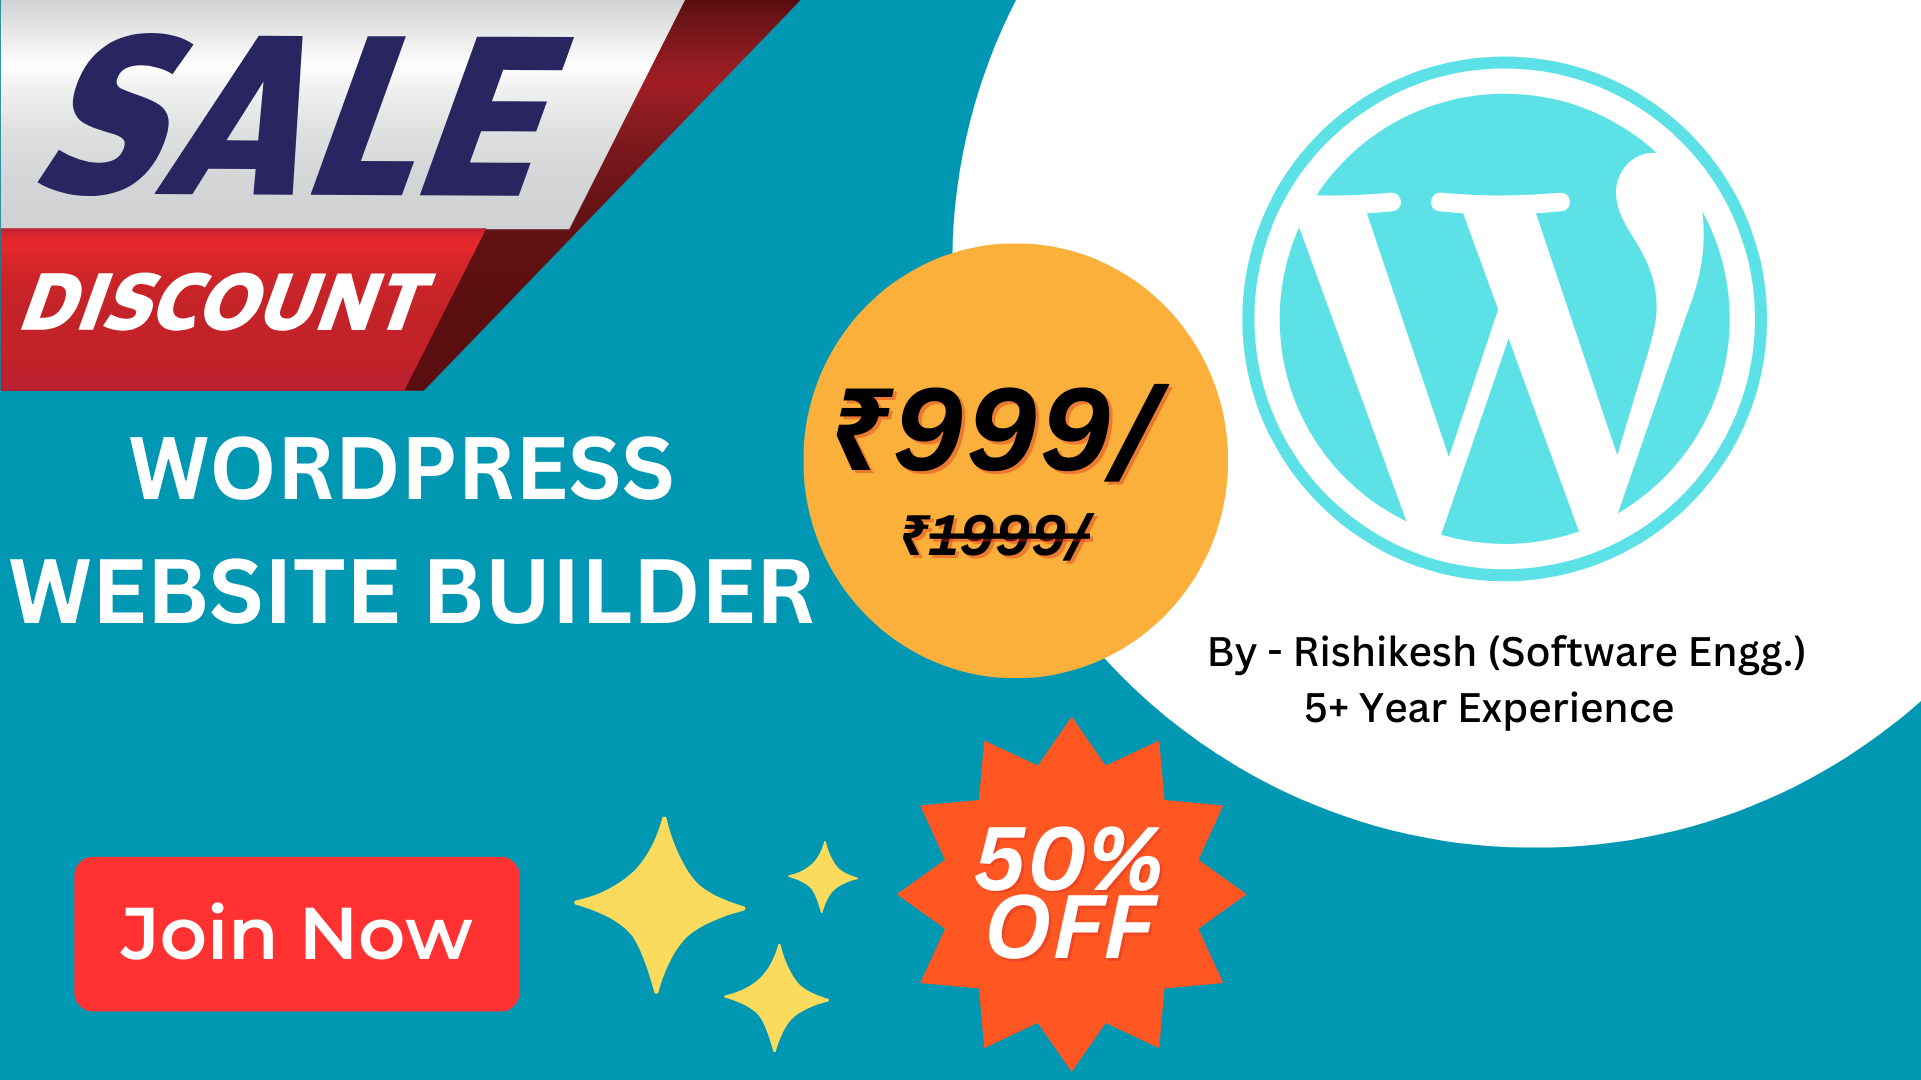 SALE
DISCOUNT
WORDPRESS
WEBSITE BUILDER
₹999/
₹1999/
By - Rishikesh (Software Engg.)
5+ Year Experience
50%
OFF
Join Now